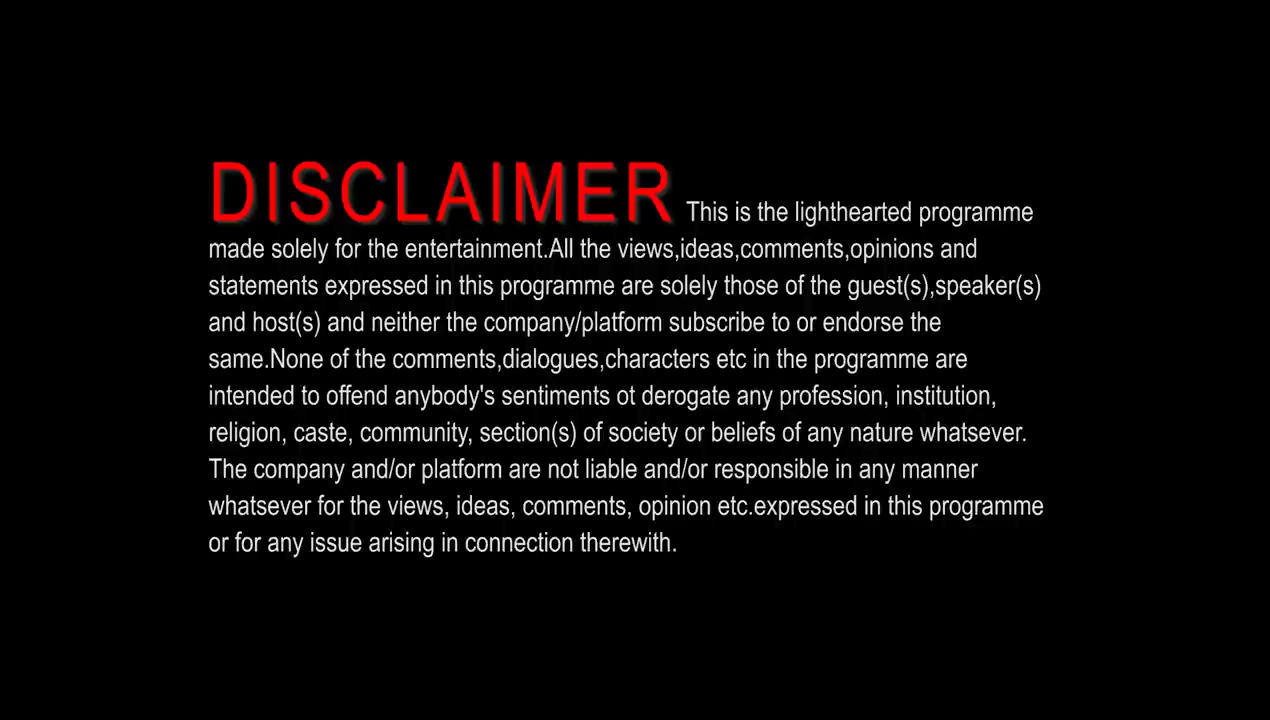 DISCLAIMER This is the lighthearted programme
made solely for the entertainment.All the views,ideas,comments,opinions and
statements expressed in this programme are solely those of the guest(s),speaker(s)
and host(s) and neither the company/platform subscribe to or endorse the
same.None of the comments,dialogues,characters etc in the programme are
intended to offend anybody's sentiments ot derogate any profession, institution,
religion, caste, community, section(s) of society or beliefs of any nature whatsever.
The company and/or platform are not liable and/or responsible in any manner
whatsever for the views, ideas, comments, opinion etc.expressed in this programme
or for any issue arising in connection therewith.